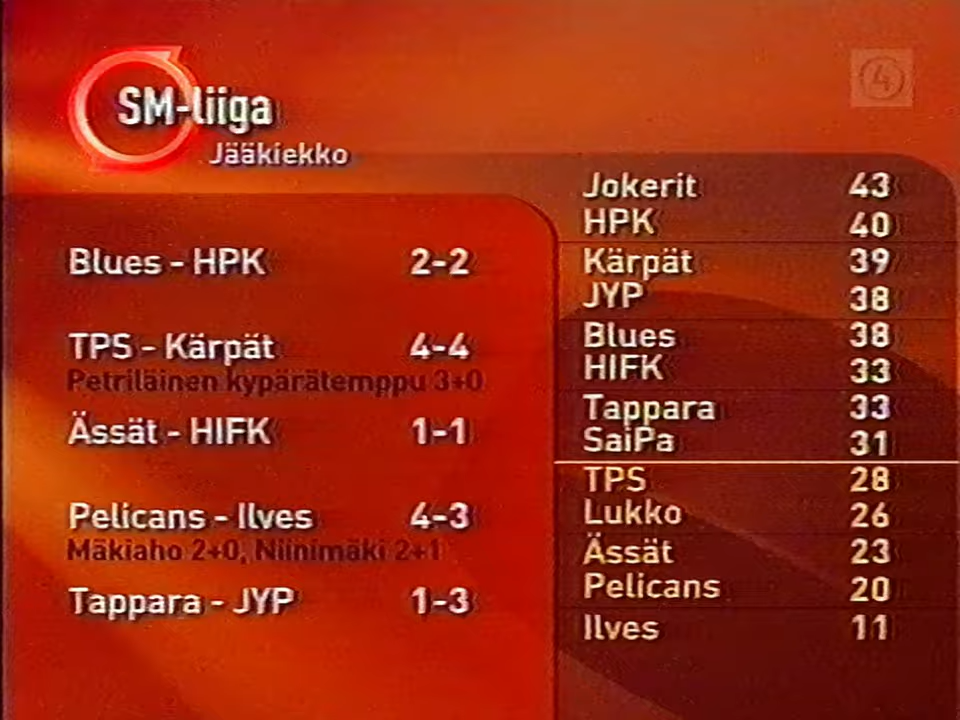 SM-liiga
Jääkiekko
4
Blues - HPK 2-2
TPS - Kärpät 4-4
Petriläinen kypärätemppu 3+0
Ässät - HIFK 1-1
Pelicans - Ilves 4-3
Mäkiaho 2+0, Niinimäki 2+1
Tappara - JYP 1-3
Jokerit 43
HPK 40
Kärpät 39
JYP 38
Blues 38
HIFK 33
Tappara 33
SaiPa 31
TPS 28
Lukko 26
Ässät 23
Pelicans 20
Ilves 11